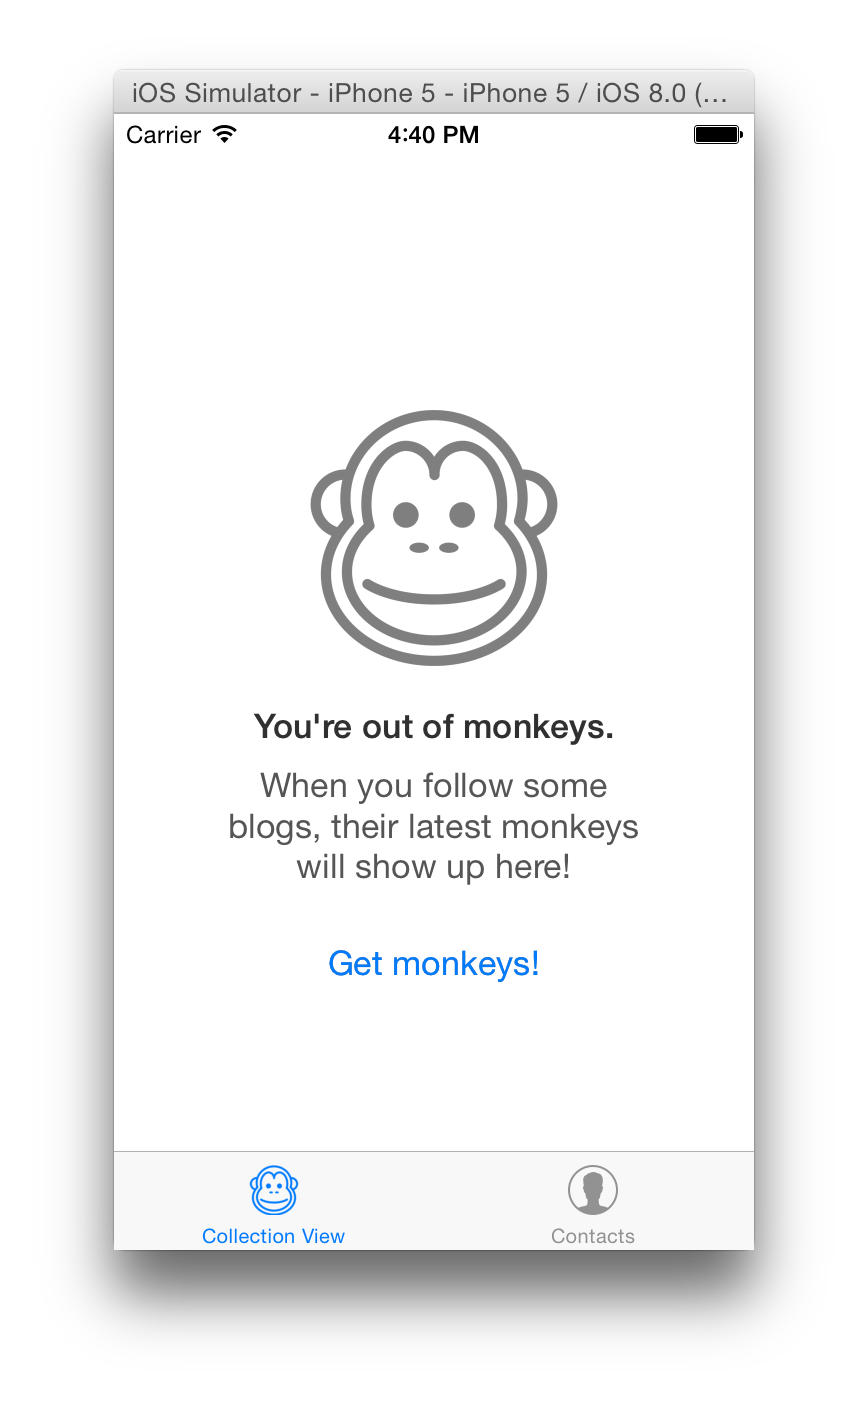 iOS Simulator - iPhone 5 - iPhone 5 / iOS 8.0 (...
Carrier 4:40 PM
You're out of monkeys.
When you follow some
blogs, their latest monkeys
will show up here!
Get monkeys!
Collection View Contacts